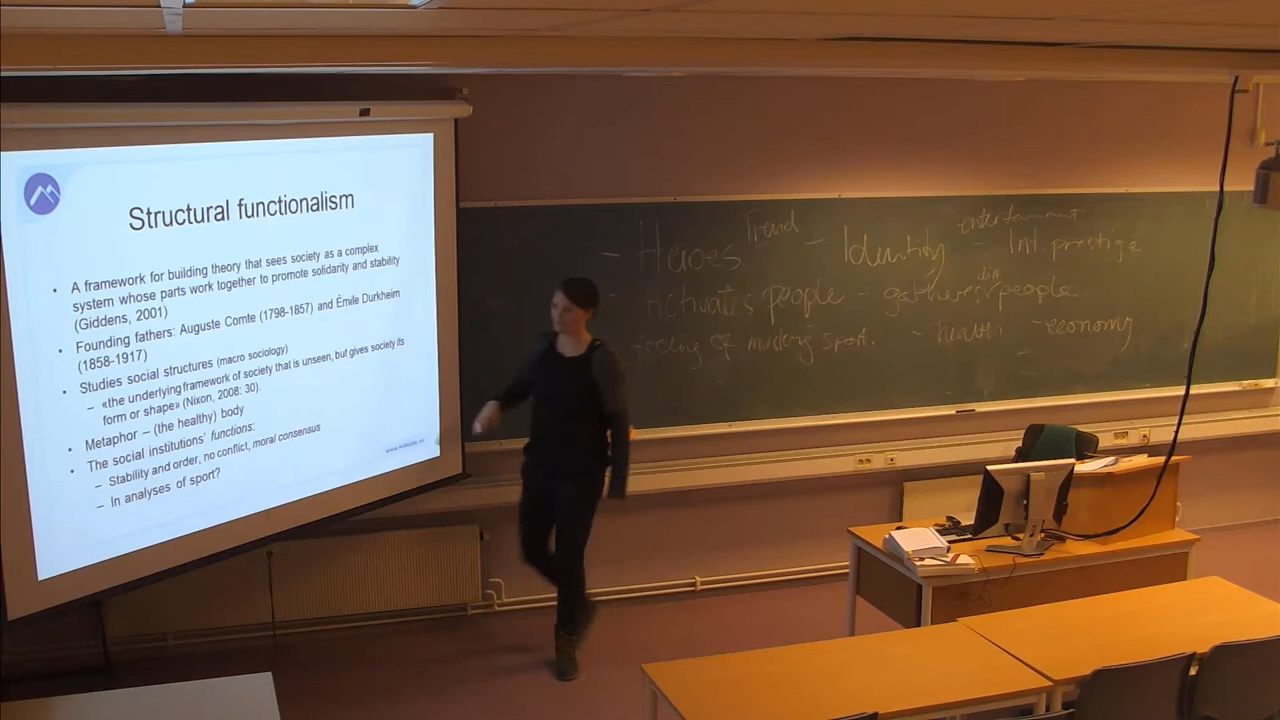 Structural functionalism
• A framework for building theory that sees society as a complex
system whose parts work together to promote solidarity and stability
(Giddens, 2001)
• Founding fathers: Auguste Comte (1798-1857) and Émile Durkheim
(1858-1917)
• Studies social structures (macro sociology)
– «the underlying framework of society that is unseen, but gives society its
form or shape» (Nixon, 2008: 30).
• Metaphor – (the healthy) body
• The social institutions' functions:
– Stability and order, no conflict, moral consensus
– In analyses of sport?
entertainment
- Heroes - Identity - Int. prestige
- Activates people - gathers people
feeling of mastery sport. - health - economy